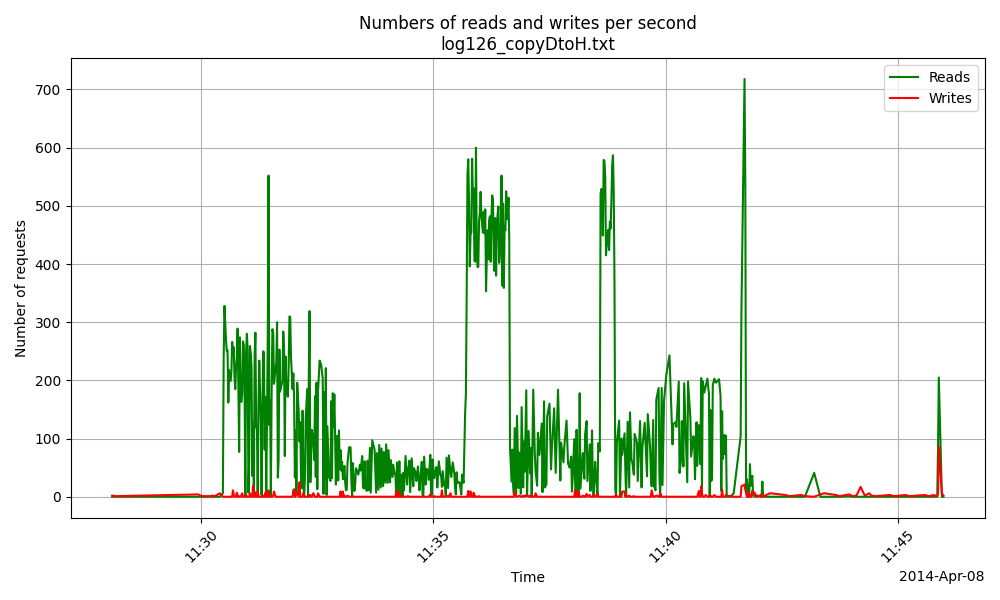 Numbers of reads and writes per second
log126_copyDtoH.txt
Reads
Writes
Number of requests
700
600
500
400
300
200
100
0
11:30
11:35
11:40
11:45
Time
2014-Apr-08